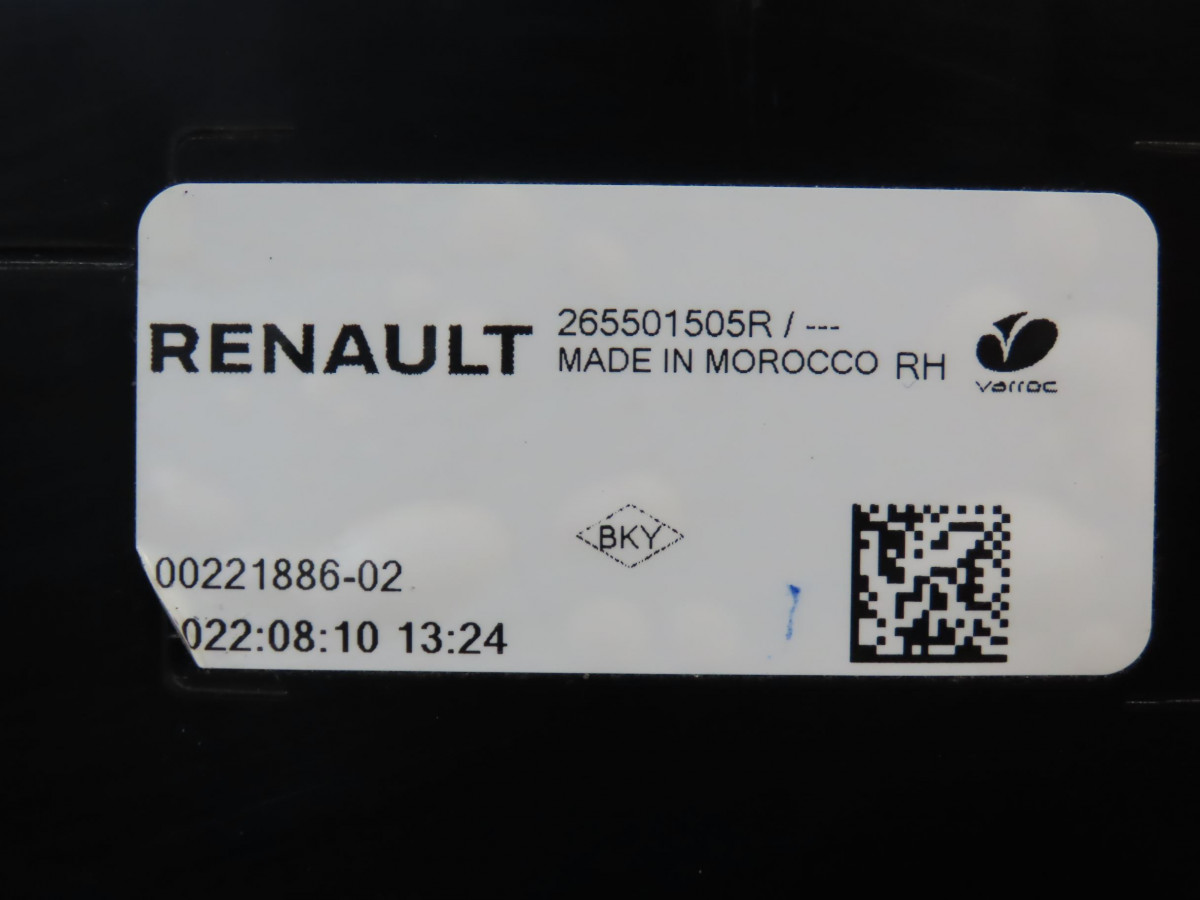 RENAULT
265501505R / ---
MADE IN MOROCCO RH
varroc
BKY
00221886-02
022:08:10 13:24